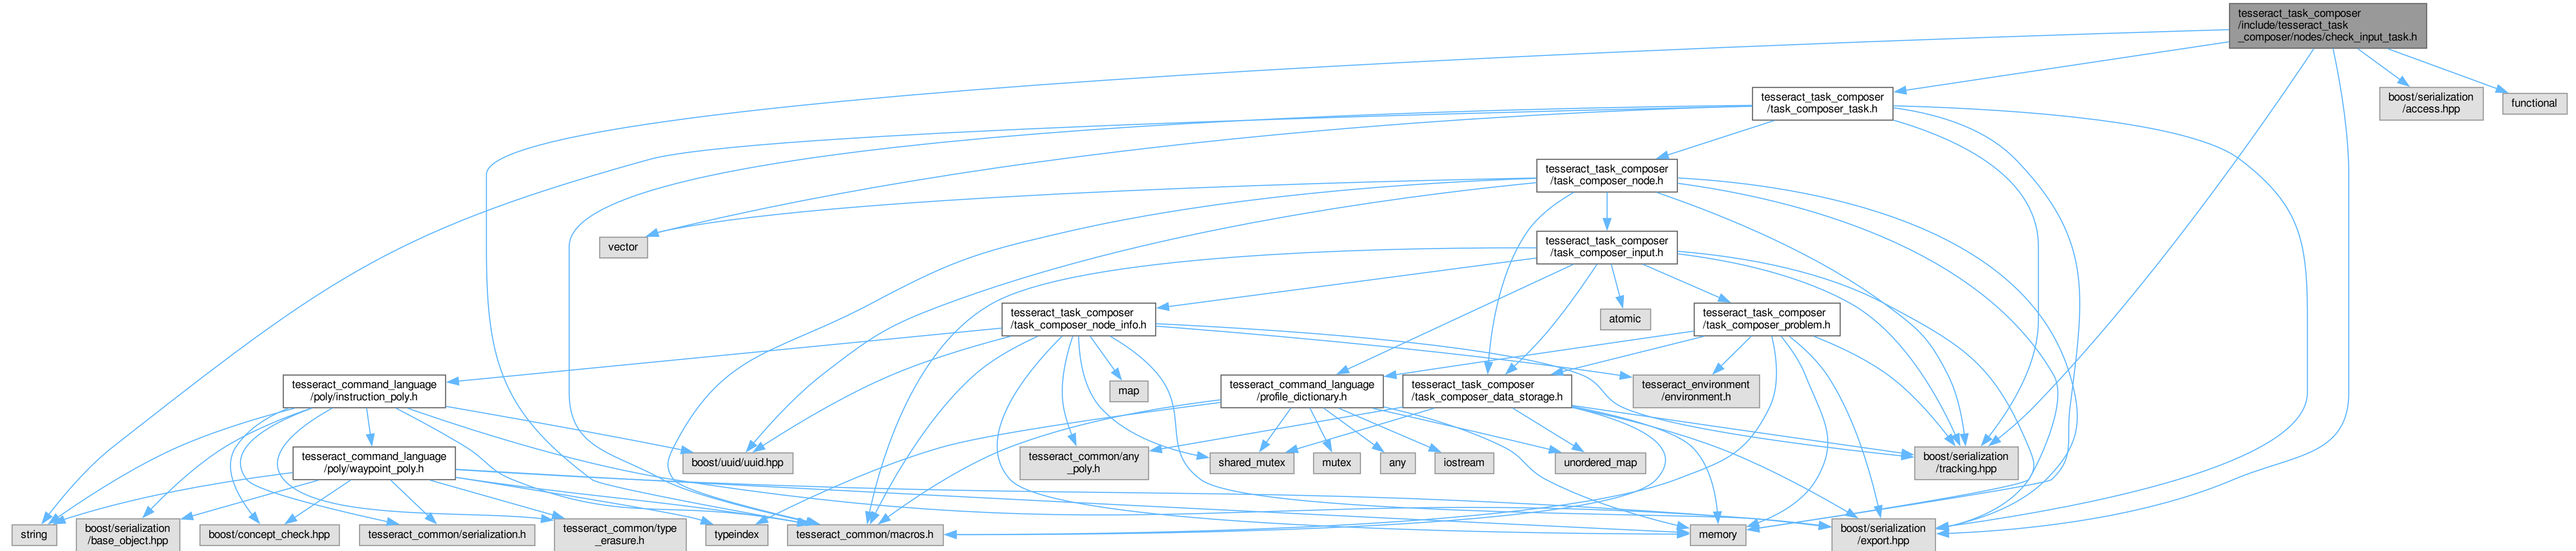 tesseract_task_composer
/include/tesseract_task
_composer/nodes/check_input_task.h
tesseract_task_composer
/task_composer_task.h
boost/serialization
/access.hpp
functional
tesseract_task_composer
/task_composer_node.h
vector
tesseract_task_composer
/task_composer_input.h
tesseract_task_composer
/task_composer_node_info.h
atomic
tesseract_task_composer
/task_composer_problem.h
tesseract_command_language
/poly/instruction_poly.h
map
tesseract_command_language
/profile_dictionary.h
tesseract_task_composer
/task_composer_data_storage.h
tesseract_environment
/environment.h
tesseract_command_language
/poly/waypoint_poly.h
boost/uuid/uuid.hpp
tesseract_common/any
_poly.h
shared_mutex
mutex
any
iostream
unordered_map
boost/serialization
/tracking.hpp
string
boost/serialization
/base_object.hpp
boost/concept_check.hpp
tesseract_common/serialization.h
tesseract_common/type
_erasure.h
typeindex
tesseract_common/macros.h
memory
boost/serialization
/export.hpp